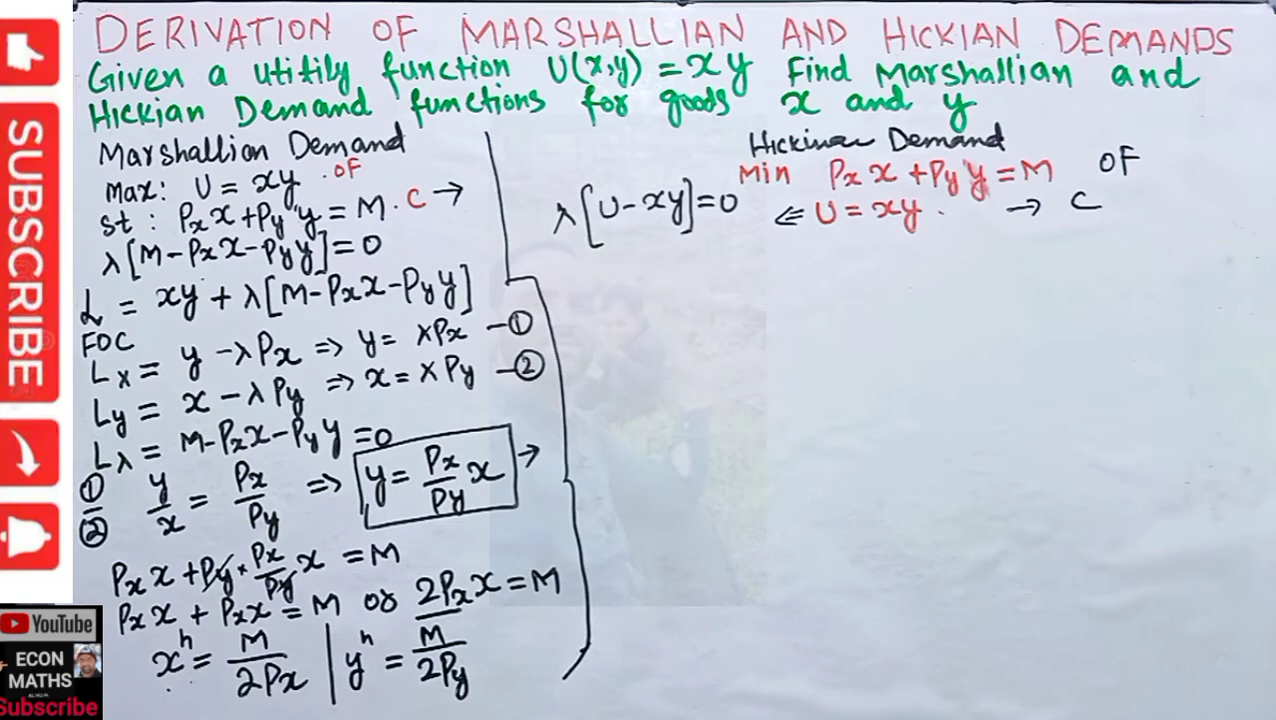 DERIVATION OF MARSHALLIAN AND HICKIAN DEMANDS
Given a utitily function U(x,y) = xy Find Marshallian and
Hickian Demand functions for goods x and y
Marshallian Demand
Max: U = xy . OF
st : Pxx + Pyy = M . C →
λ[M-Pxx-Pyy] = 0
L = xy + λ[M-Pxx-Pyy]
FOC
Lx = y - λPx ⇒ y = λPx -①
Ly = x - λPy ⇒ x = λPy -②
Lλ = M-Pxx-Pyy = 0
①/② y/x = Px/Py ⇒ y = Px/Py x →
Pxx + Py * Px/Py x = M
Pxx + Pxx = M or 2Pxx = M
x^h = M/2Px | y^h = M/2Py
Demand
Min Pxx + Pyy = M OF
λ[U-xy] = 0 ⇐ U = xy . → C
SUBSCRIBE
YouTube
ECON
MATHS
Subscribe